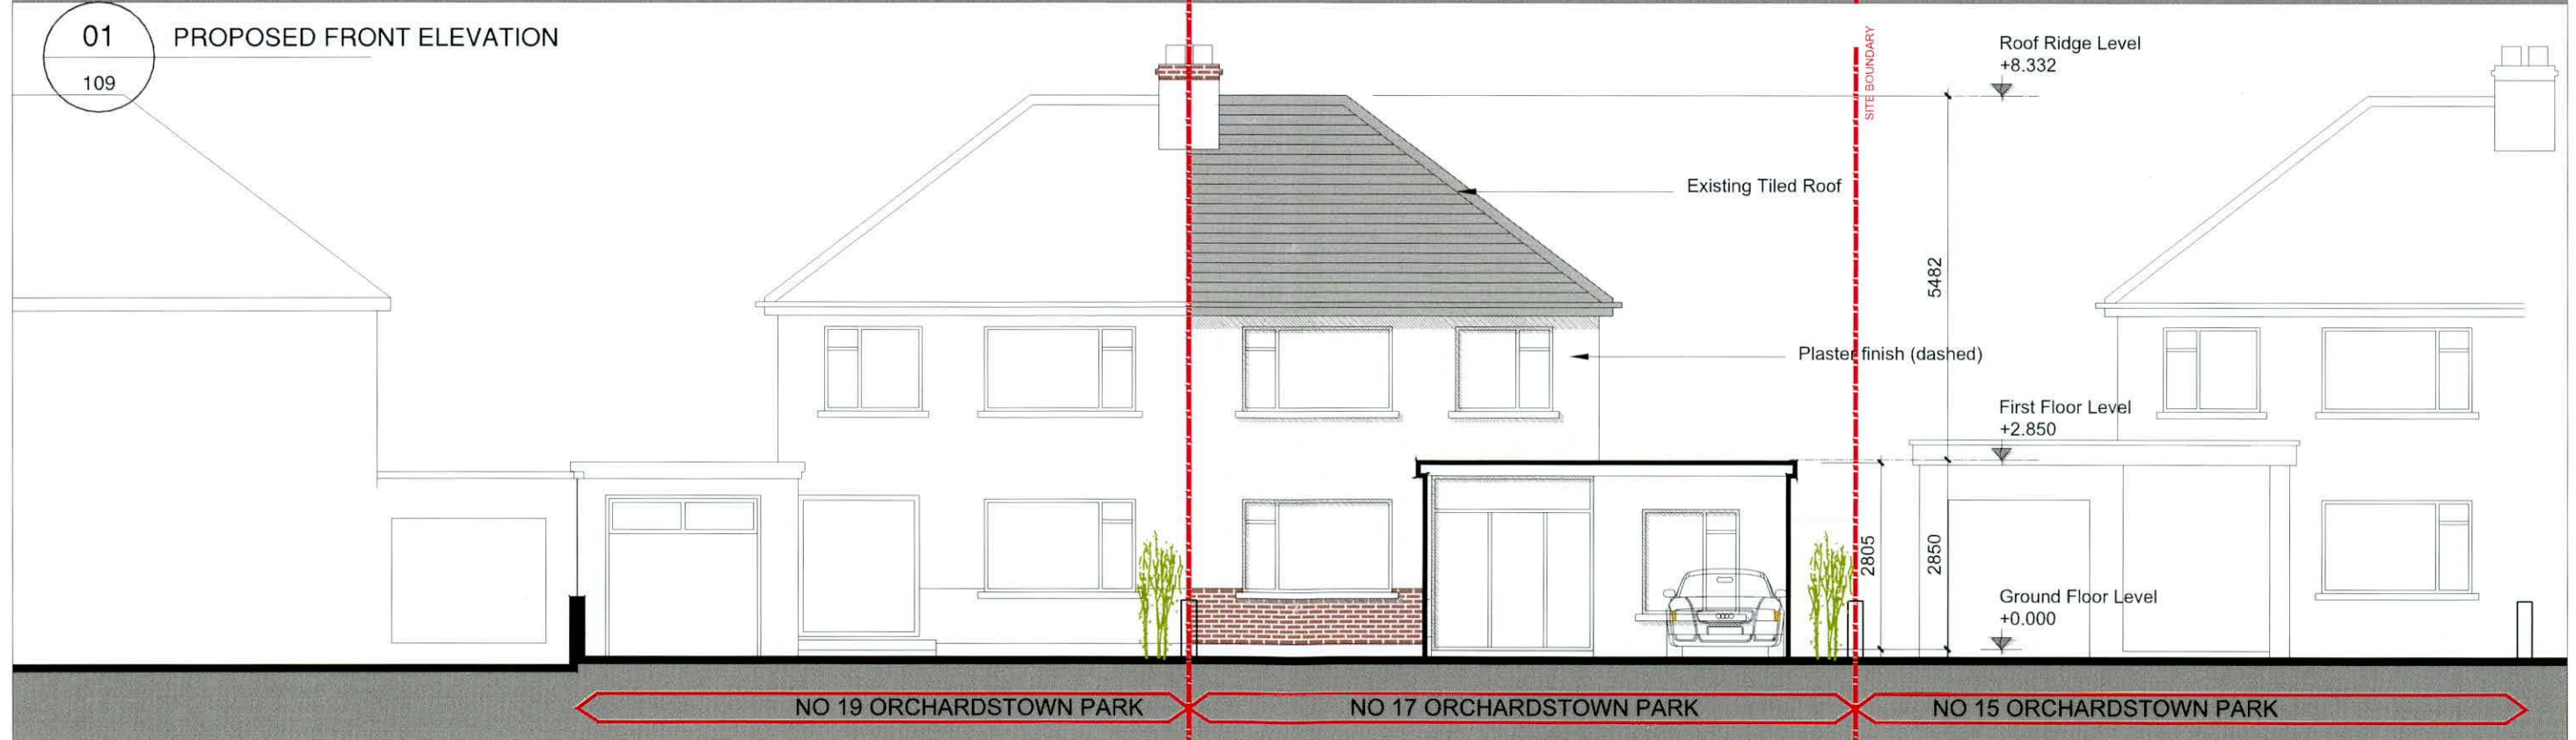 01
109
PROPOSED FRONT ELEVATION
SITE BOUNDARY
Roof Ridge Level
+8.332
Existing Tiled Roof
5482
Plaster finish (dashed)
First Floor Level
+2.850
2805
2850
Ground Floor Level
+0.000
NO 19 ORCHARDSTOWN PARK
NO 17 ORCHARDSTOWN PARK
NO 15 ORCHARDSTOWN PARK